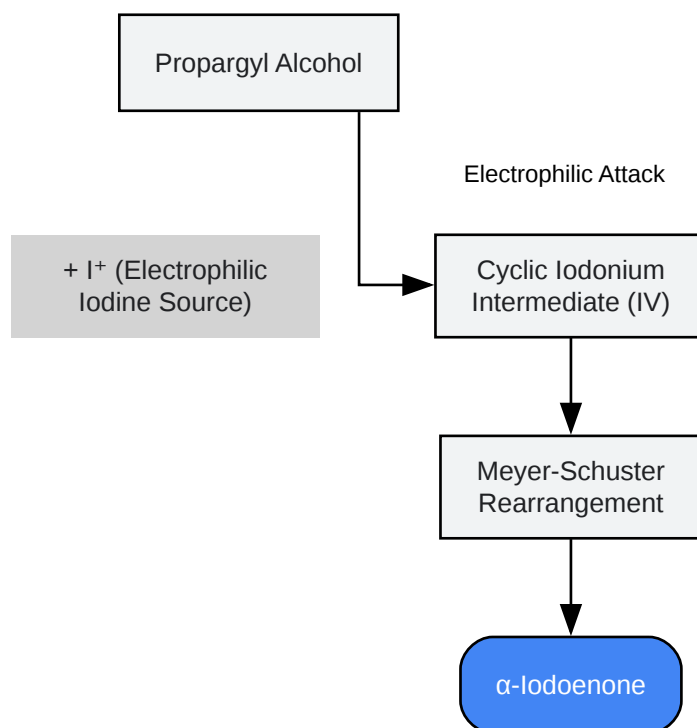 Propargyl Alcohol
Electrophilic Attack
+ I⁺ (Electrophilic
Iodine Source)
Cyclic Iodonium
Intermediate (IV)
Meyer-Schuster
Rearrangement
α-Iodoenone